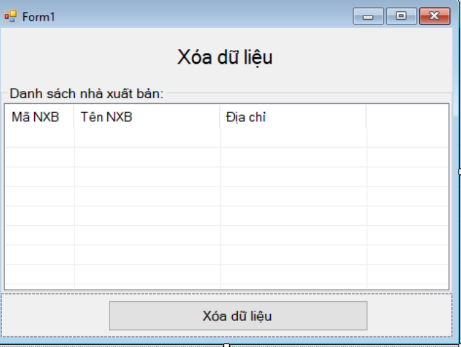 Form1
Xóa dữ liệu
Danh sách nhà xuất bản:
Mã NXB Tên NXB Địa chỉ
Xóa dữ liệu